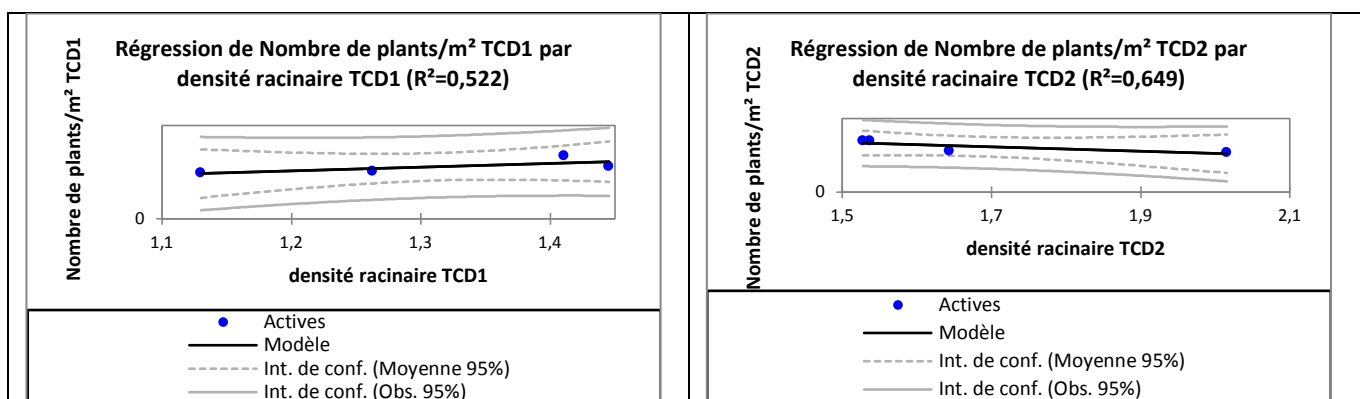 Régression de Nombre de plants/m² TCD1 par
densité racinaire TCD1 (R²=0,522)
Nombre de plants/m² TCD1
0
1,1 1,2 1,3 1,4
densité racinaire TCD1
Actives
Modèle
Int. de conf. (Moyenne 95%)
Int. de conf. (Obs. 95%)
Régression de Nombre de plants/m² TCD2 par
densité racinaire TCD2 (R²=0,649)
Nombre de plants/m² TCD2
0
1,5 1,7 1,9 2,1
densité racinaire TCD2
Actives
Modèle
Int. de conf. (Moyenne 95%)
Int. de conf. (Obs. 95%)